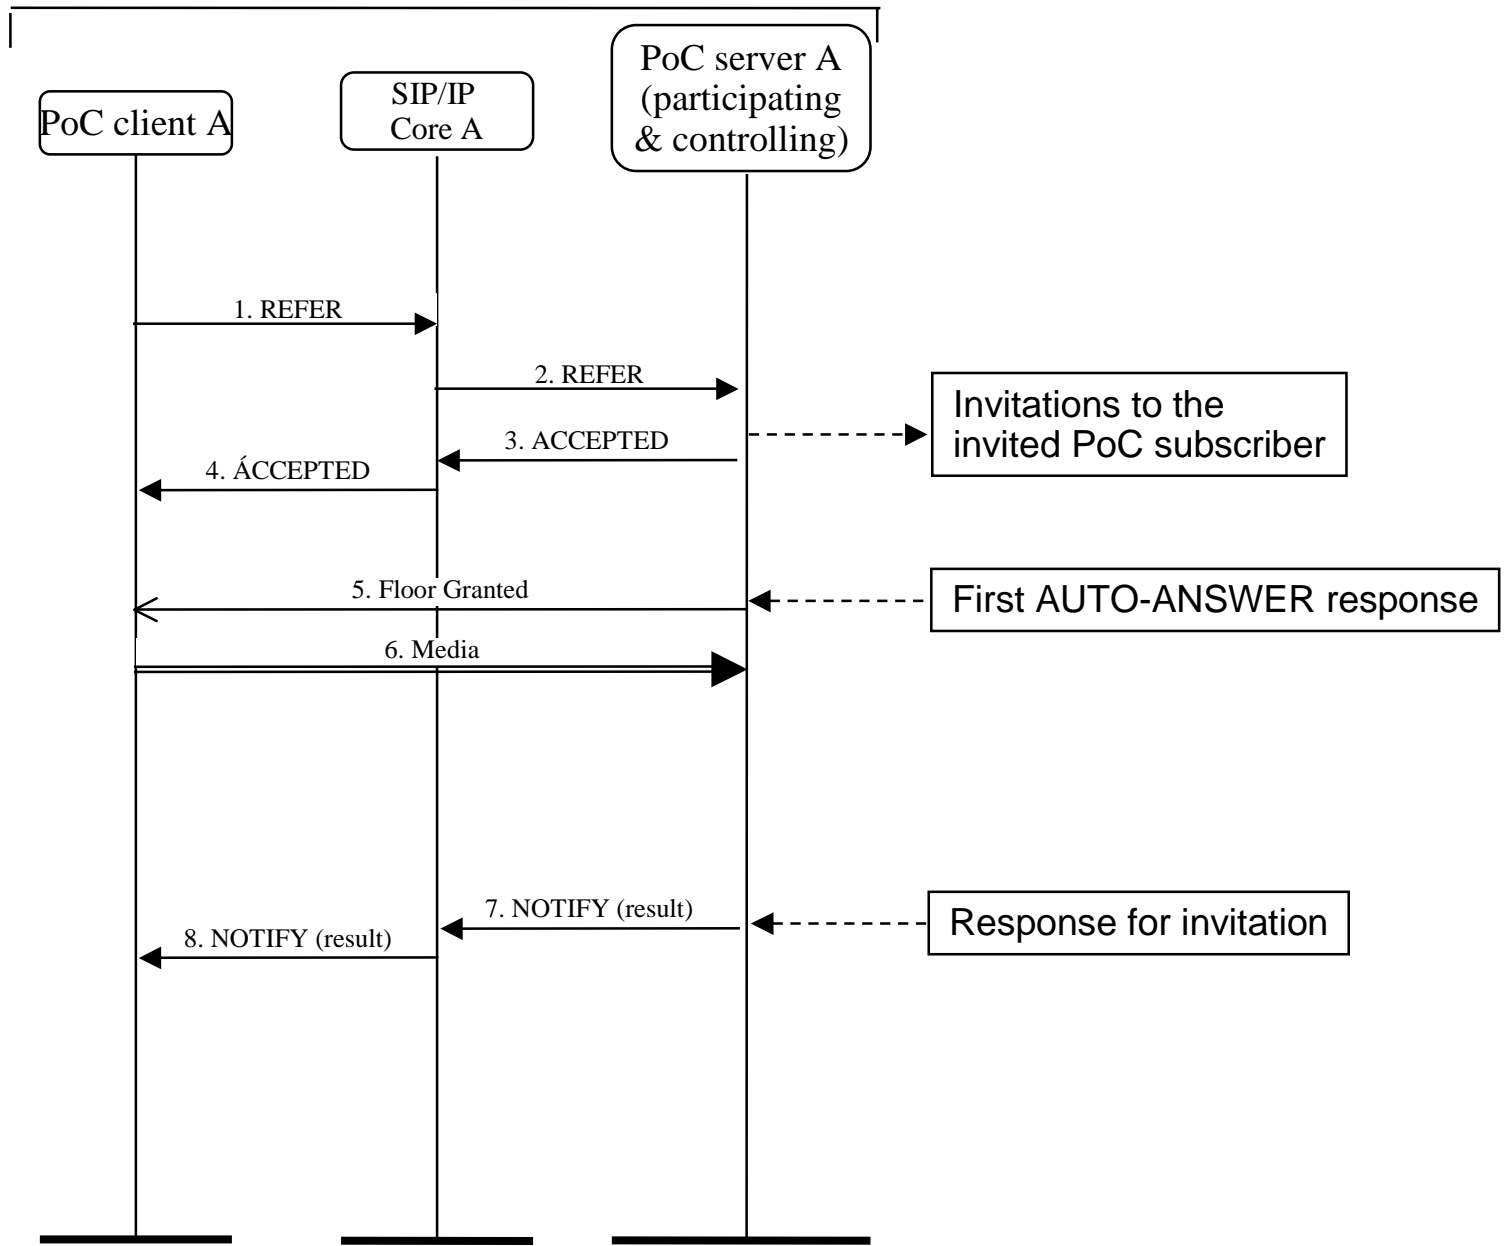 PoC client A
SIP/IP
Core A
PoC server A
(participating
& controlling)
1. REFER
2. REFER
Invitations to the
invited PoC subscriber
3. ACCEPTED
4. ÁCCEPTED
5. Floor Granted
First AUTO-ANSWER response
6. Media
7. NOTIFY (result)
Response for invitation
8. NOTIFY (result)